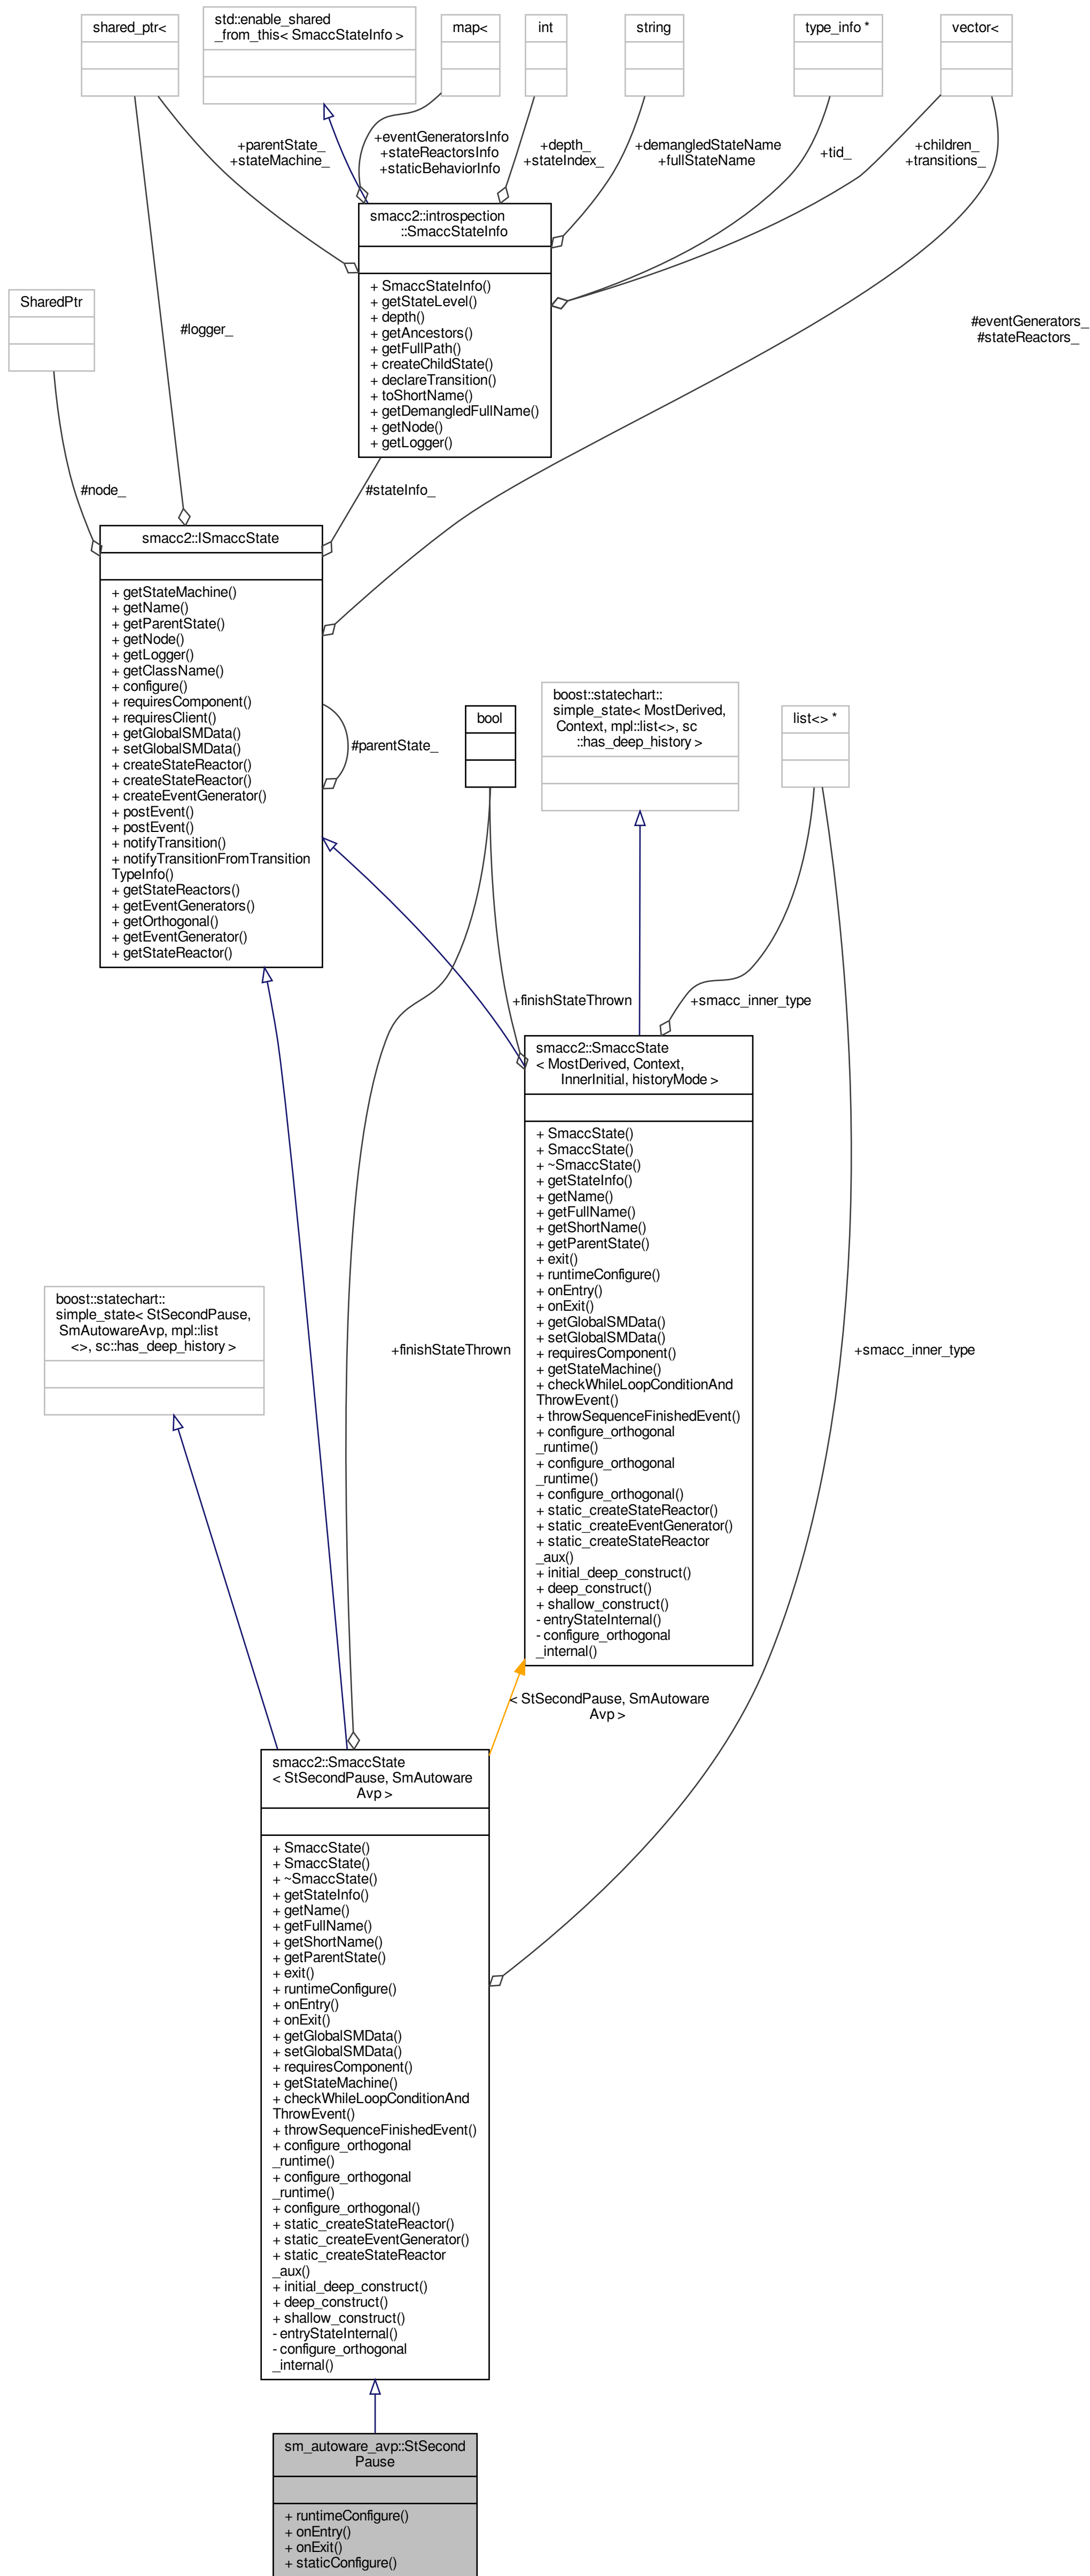 shared_ptr<
std::enable_shared
_from_this< SmaccStateInfo >
map<
int
string
type_info *
vector<
+parentState_
+stateMachine_
+eventGeneratorsInfo
+stateReactorsInfo
+staticBehaviorInfo
+depth_
+stateIndex_
+demangledStateName
+fullStateName
+tid_
+children_
+transitions_
smacc2::introspection
::SmaccStateInfo
+ SmaccStateInfo()
+ getStateLevel()
+ depth()
+ getAncestors()
+ getFullPath()
+ createChildState()
+ declareTransition()
+ toShortName()
+ getDemangledFullName()
+ getNode()
+ getLogger()
SharedPtr
#logger_
#eventGenerators_
#stateReactors_
#node_
#stateInfo_
smacc2::ISmaccState
+ getStateMachine()
+ getName()
+ getParentState()
+ getNode()
+ getLogger()
+ getClassName()
+ configure()
+ requiresComponent()
+ requiresClient()
+ getGlobalSMData()
+ setGlobalSMData()
+ createStateReactor()
+ createStateReactor()
+ createEventGenerator()
+ postEvent()
+ postEvent()
+ notifyTransition()
+ notifyTransitionFromTransition
TypeInfo()
+ getStateReactors()
+ getEventGenerators()
+ getOrthogonal()
+ getEventGenerator()
+ getStateReactor()
#parentState_
bool
boost::statechart::
simple_state< MostDerived,
Context, mpl::list<>, sc
::has_deep_history >
list<> *
+finishStateThrown
+smacc_inner_type
smacc2::SmaccState
< MostDerived, Context,
InnerInitial, historyMode >
+ SmaccState()
+ SmaccState()
+ ~SmaccState()
+ getStateInfo()
+ getName()
+ getFullName()
+ getShortName()
+ getParentState()
+ exit()
+ runtimeConfigure()
+ onEntry()
+ onExit()
+ getGlobalSMData()
+ setGlobalSMData()
+ requiresComponent()
+ getStateMachine()
+ checkWhileLoopConditionAnd
ThrowEvent()
+ throwSequenceFinishedEvent()
+ configure_orthogonal
_runtime()
+ configure_orthogonal
_runtime()
+ configure_orthogonal()
+ static_createStateReactor()
+ static_createEventGenerator()
+ static_createStateReactor
_aux()
+ initial_deep_construct()
+ deep_construct()
+ shallow_construct()
- entryStateInternal()
- configure_orthogonal
_internal()
boost::statechart::
simple_state< StSecondPause,
SmAutowareAvp, mpl::list
<>, sc::has_deep_history >
+finishStateThrown
+smacc_inner_type
< StSecondPause, SmAutoware
Avp >
smacc2::SmaccState
< StSecondPause, SmAutoware
Avp >
+ SmaccState()
+ SmaccState()
+ ~SmaccState()
+ getStateInfo()
+ getName()
+ getFullName()
+ getShortName()
+ getParentState()
+ exit()
+ runtimeConfigure()
+ onEntry()
+ onExit()
+ getGlobalSMData()
+ setGlobalSMData()
+ requiresComponent()
+ getStateMachine()
+ checkWhileLoopConditionAnd
ThrowEvent()
+ throwSequenceFinishedEvent()
+ configure_orthogonal
_runtime()
+ configure_orthogonal
_runtime()
+ configure_orthogonal()
+ static_createStateReactor()
+ static_createEventGenerator()
+ static_createStateReactor
_aux()
+ initial_deep_construct()
+ deep_construct()
+ shallow_construct()
- entryStateInternal()
- configure_orthogonal
_internal()
sm_autoware_avp::StSecond
Pause
+ runtimeConfigure()
+ onEntry()
+ onExit()
+ staticConfigure()